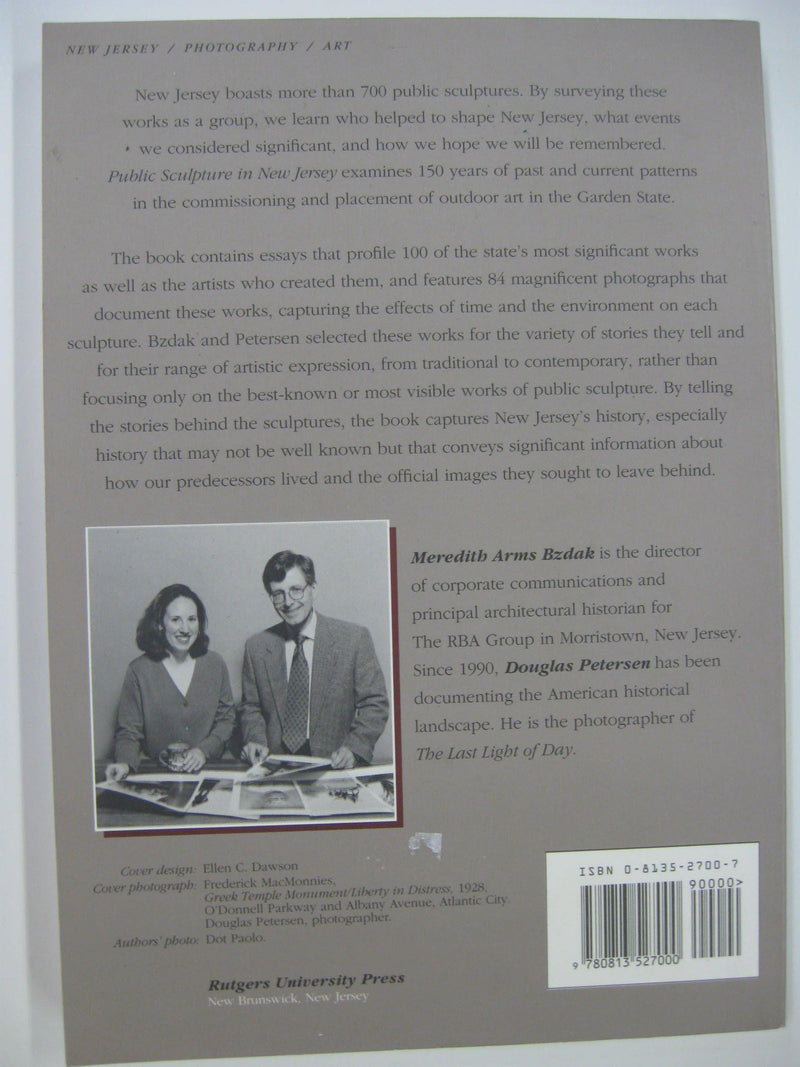 NEW JERSEY / PHOTOGRAPHY / ART
New Jersey boasts more than 700 public sculptures. By surveying these
works as a group, we learn who helped to shape New Jersey, what events
we considered significant, and how we hope we will be remembered.
Public Sculpture in New Jersey examines 150 years of past and current patterns
in the commissioning and placement of outdoor art in the Garden State.
The book contains essays that profile 100 of the state's most significant works
as well as the artists who created them, and features 84 magnificent photographs that
document these works, capturing the effects of time and the environment on each
sculpture. Bzdak and Petersen selected these works for the variety of stories they tell and
for their range of artistic expression, from traditional to contemporary, rather than
focusing only on the best-known or most visible works of public sculpture. By telling
the stories behind the sculptures, the book captures New Jersey's history, especially
history that may not be well known but that conveys significant information about
how our predecessors lived and the official images they sought to leave behind.
Meredith Arms Bzdak is the director
of corporate communications and
principal architectural historian for
The RBA Group in Morristown, New Jersey.
Since 1990, Douglas Petersen has been
documenting the American historical
landscape. He is the photographer of
The Last Light of Day.
Cover design: Ellen C. Dawson
Cover photograph: Frederick MacMonnies,
Greek Temple Monument/Liberty in Distress, 1928,
O'Donnell Parkway and Albany Avenue, Atlantic City.
Douglas Petersen, photographer.
Authors' photo: Dot Paolo.
Rutgers University Press
New Brunswick, New Jersey
ISBN 0-8135-2700-7
90000>
9 780813 527000